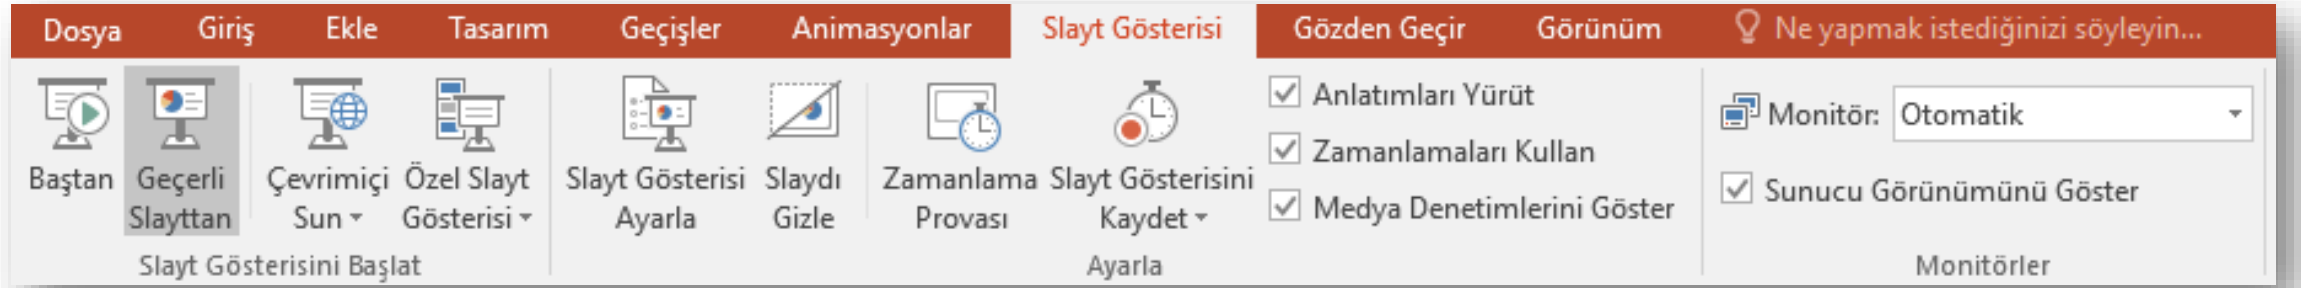 Dosya Giriş Ekle Tasarım Geçişler Animasyonlar Slayt Gösterisi Gözden Geçir Görünüm Ne yapmak istediğinizi söyleyin...
Baştan
Geçerli
Slayttan
Çevrimiçi
Sun
Özel Slayt
Gösterisi
Slayt Gösterisini Başlat
Slayt Gösterisi
Ayarla
Slaydı
Gizle
Zamanlama
Provası
Slayt Gösterisini
Kaydet
Anlatımları Yürüt
Zamanlamaları Kullan
Medya Denetimlerini Göster
Ayarla
Monitör: Otomatik
Sunucu Görünümünü Göster
Monitörler